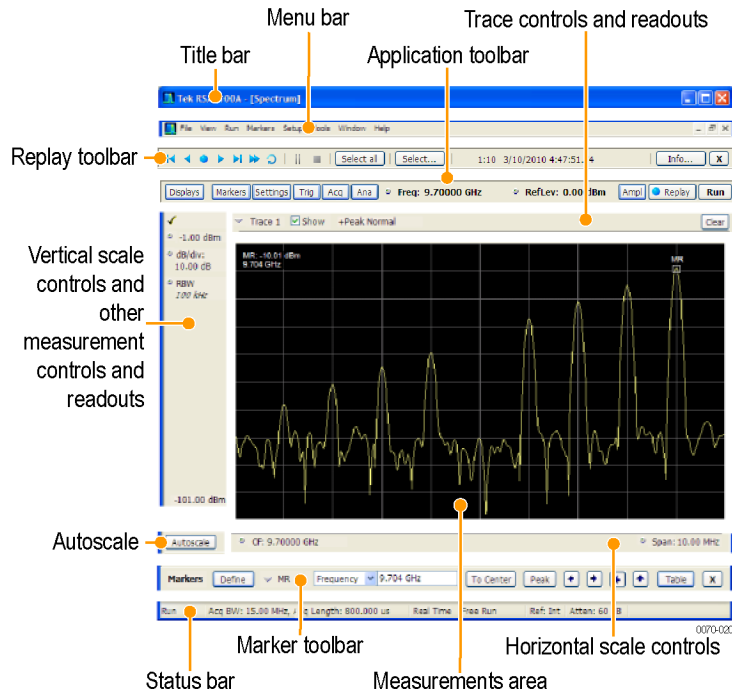 Trace controls and readouts
Menu bar
Title bar
Application toolbar
Tek RS 00A - [Spectrum]
File View Run Markers Setup Tools Window Help
Replay toolbar
Select all Select... 1:10 3/10/2010 4:47:51. 4 Info... X
Displays Markers Settings Trig Acq Ana Freq: 9.70000 GHz RefLev: 0.00 dBm Ampl Replay Run
Trace 1 Show +Peak Normal Clear
-1.00 dBm
dB/div:
10.00 dB
RBW
100 kHz
MR: -10.01 dBm
9.704 GHz
MR
Vertical scale
controls and
other
measurement
controls and
readouts
-101.00 dBm
Autoscale
Autoscale CF: 9.70000 GHz Span: 10.00 MHz
Markers Define MR Frequency 9.704 GHz To Center Peak Table X
Run Acq BW: 15.00 MHz, Acq Length: 800.000 us Real Time Free Run Ref: Int Atten: 60 B
0070-020
Marker toolbar
Horizontal scale controls
Status bar
Measurements area